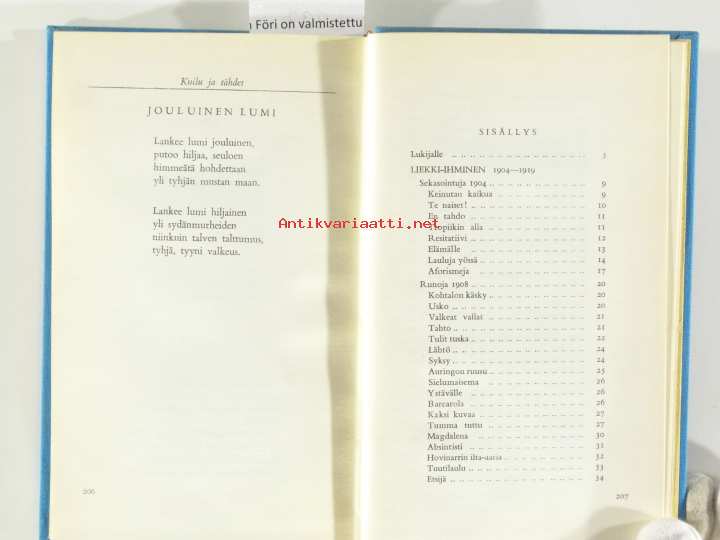 Föri on valmistettu
Kuilu ja tähdet
JOULUINEN LUMI
Lankee lumi jouluinen,
putoo hiljaa, seuloen
himmeätä hohdettaan
yli tyhjän mustan maan.
Lankee lumi hiljainen
yli sydänmurheiden
niinkuin talven talttumus,
tyhjä, tyyni valkeus.
206
SISÄLLYS
Lukijalle .. .. .. .. .. .. .. .. .. .. .. 5
LIEKKI-IHMINEN 1904—1919
Sekasointuja 1904 .. .. .. .. .. .. .. .. 9
Keinutan kaikua .. .. .. .. .. .. .. 9
Te naiset! .. .. .. .. .. .. .. .. 10
En tahdo .. .. .. .. .. .. .. .. 11
alla .. .. .. .. .. .. .. .. 11
Resitatiivi .. .. .. .. .. .. .. .. 12
Elämälle .. .. .. .. .. .. .. .. 13
Lauluja yössä .. .. .. .. .. .. .. 14
Aforismeja .. .. .. .. .. .. .. .. 17
Runoja 1908 .. .. .. .. .. .. .. .. 20
Kohtalon käsky .. .. .. .. .. .. .. 20
Usko .. .. .. .. .. .. .. .. .. 20
Valkeat vallat .. .. .. .. .. .. .. 21
Tahto .. .. .. .. .. .. .. .. .. 21
Tulit tuska .. .. .. .. .. .. .. .. 22
Lähtö .. .. .. .. .. .. .. .. .. 24
Syksy .. .. .. .. .. .. .. .. .. 24
Auringon ruusu .. .. .. .. .. .. .. 25
Sielumaisema .. .. .. .. .. .. .. 26
Ystävälle .. .. .. .. .. .. .. .. 26
Barcarola .. .. .. .. .. .. .. .. 26
Kaksi kuvaa .. .. .. .. .. .. .. 27
Tumma tuttu .. .. .. .. .. .. .. 27
Magdalena .. .. .. .. .. .. .. .. 30
Absintisti .. .. .. .. .. .. .. .. 31
Hovinarrin ilta-aaria .. .. .. .. .. .. 32
Tuutilaulu .. .. .. .. .. .. .. .. 33
Etsijä .. .. .. .. .. .. .. .. .. 34
207
Antikvariaatti.net